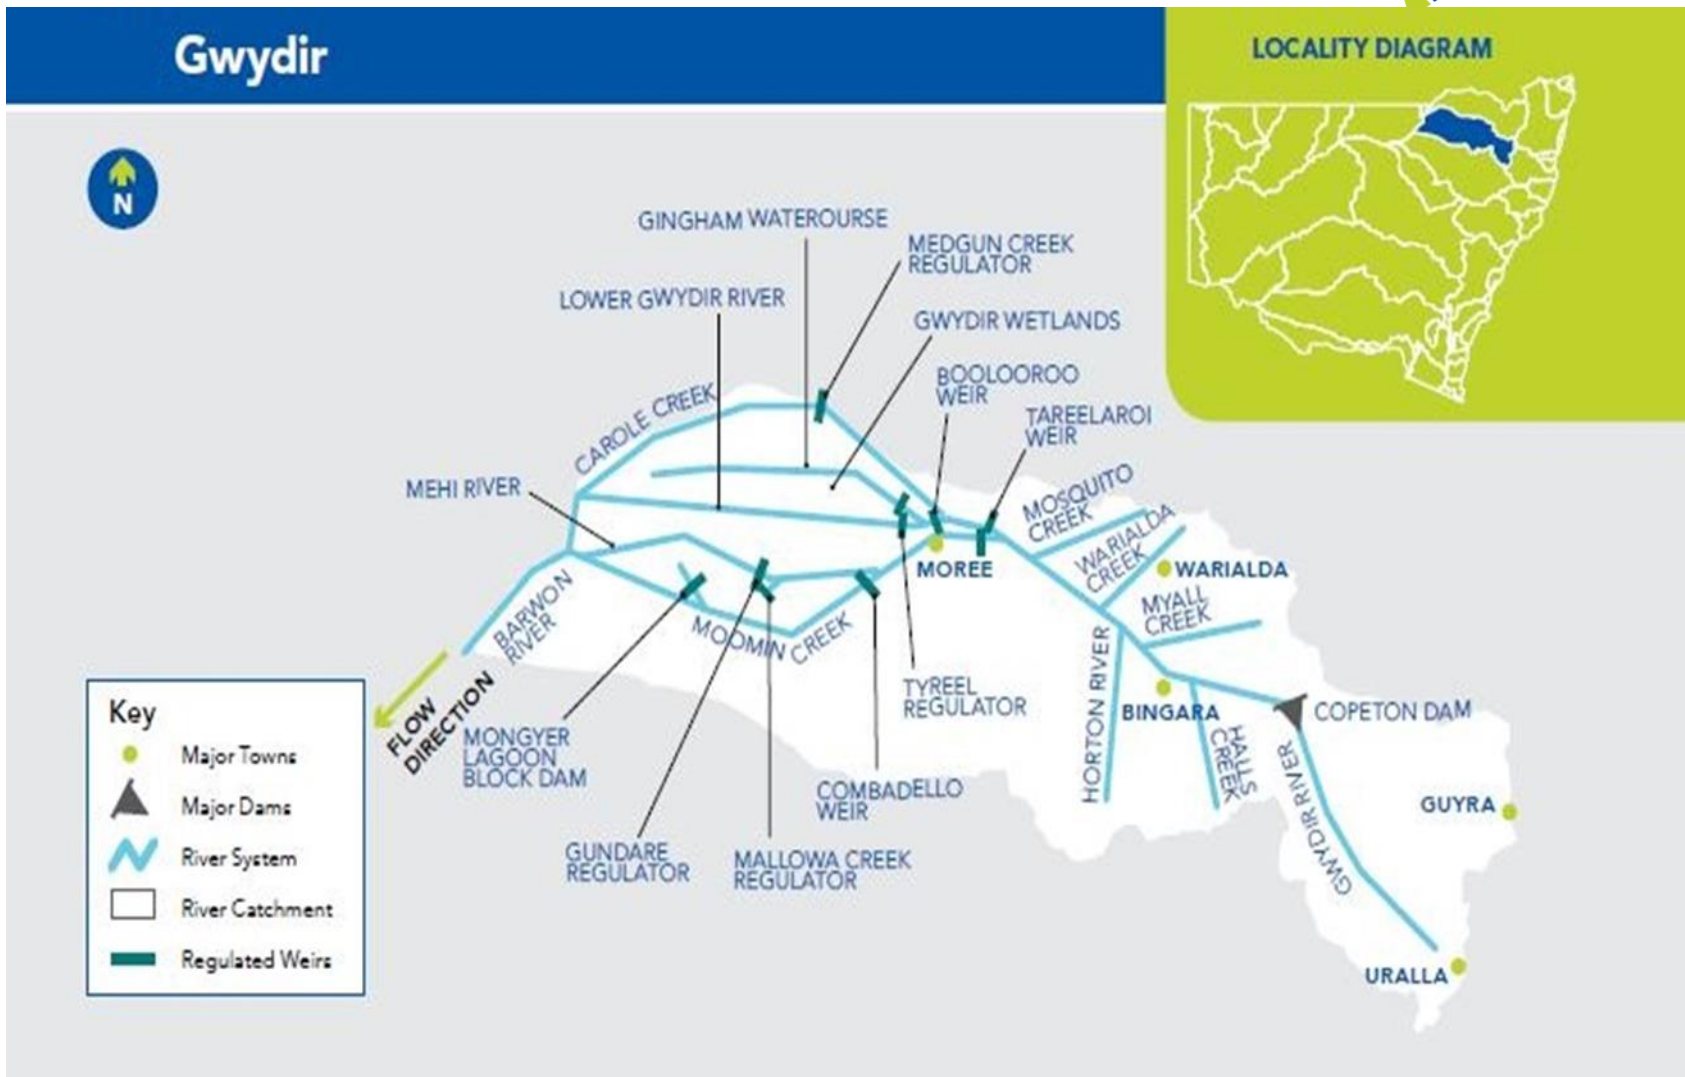 Gwydir
LOCALITY DIAGRAM
N
GINGHAM WATEROURSE
MEDGUN CREEK
REGULATOR
LOWER GWYDIR RIVER
GWYDIR WETLANDS
BOOLOOROO
WEIR
TAREELAROI
WEIR
CAROLE CREEK
MEHI RIVER
MOSQUITO
CREEK
WARIALDA
CREEK
MOREE
WARIALDA
MYALL
CREEK
BARWON
RIVER
MOOMIN CREEK
HORTON RIVER
FLOW
DIRECTION
TYREEL
REGULATOR
BINGARA
COPETON DAM
HALLS
CREEK
MONGYER
LAGOON
BLOCK DAM
COMBADELLO
WEIR
GWYDIR RIVER
GUYRA
GUNDARE
REGULATOR
MALLOWA CREEK
REGULATOR
URALLA
Key
Major Towns
Major Dams
River System
River Catchment
Regulated Weirs